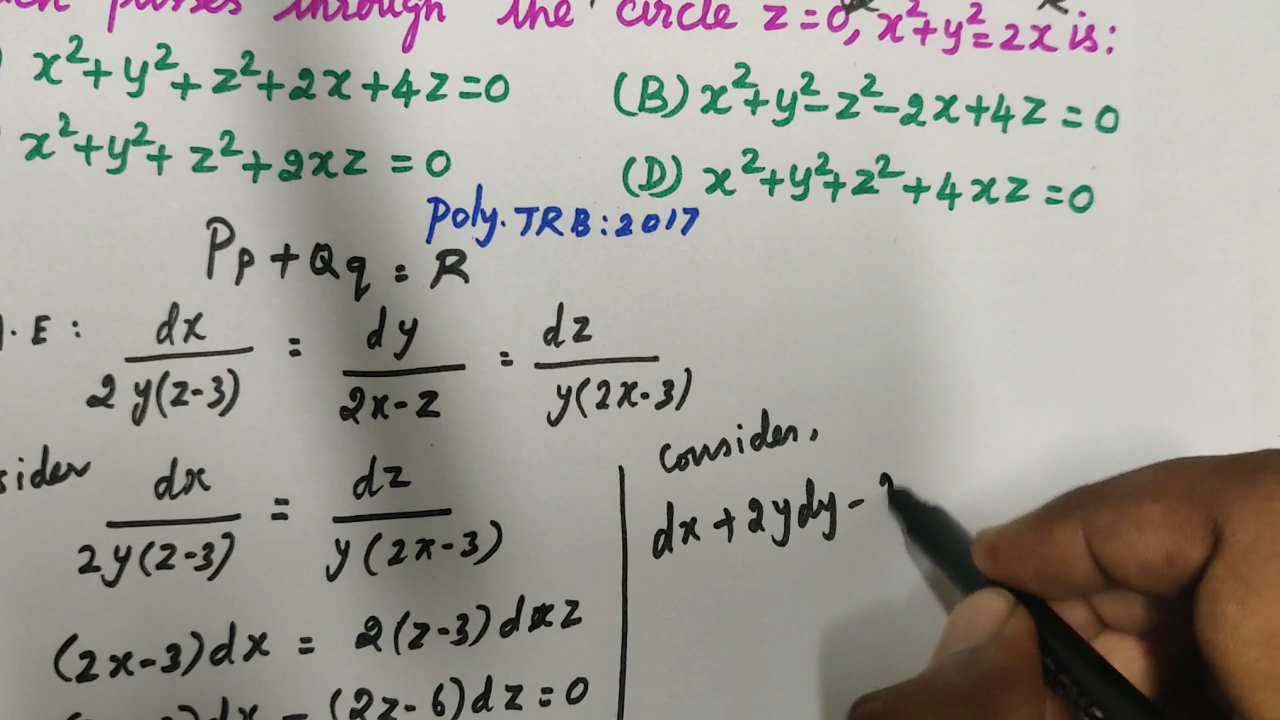 passes through the circle z=0, x²+y²=2x is:
x²+y²+z²+2x+4z=0
(B) x²+y²-z²-2x+4z=0
x²+y²+z²+2xz=0
(D) x²+y²+z²+4xz=0
Poly.TRB:2017
Pp+Qq=R
.E: dx/2y(z-3) = dy/2x-z = dz/y(2x-3)
dx/2y(z-3) = dz/y(2x-3)
(2x-3)dx = 2(z-3)dxz
(2z-6)dz=0
Consider,
dx+2ydy-